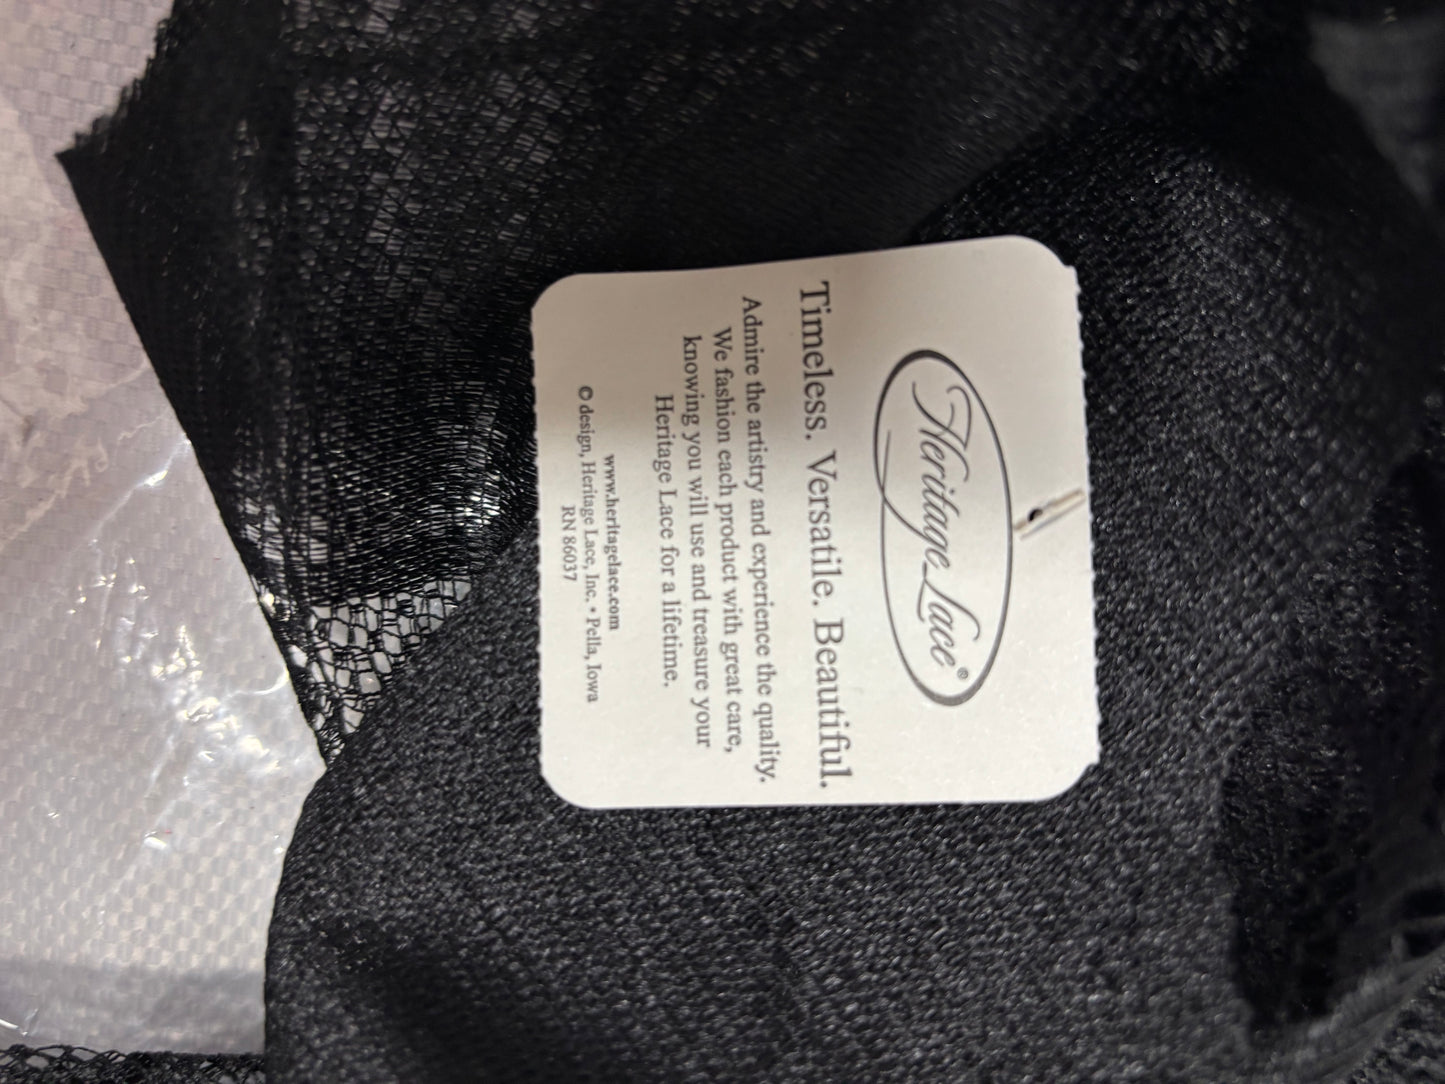 Heritage Lace®
Timeless. Versatile. Beautiful.
Admire the artistry and experience the quality.
We fashion each product with great care,
knowing you will use and treasure your
Heritage Lace for a lifetime.
www.heritagelace.com
© design, Heritage Lace, Inc. • Pella, Iowa
RN 86037